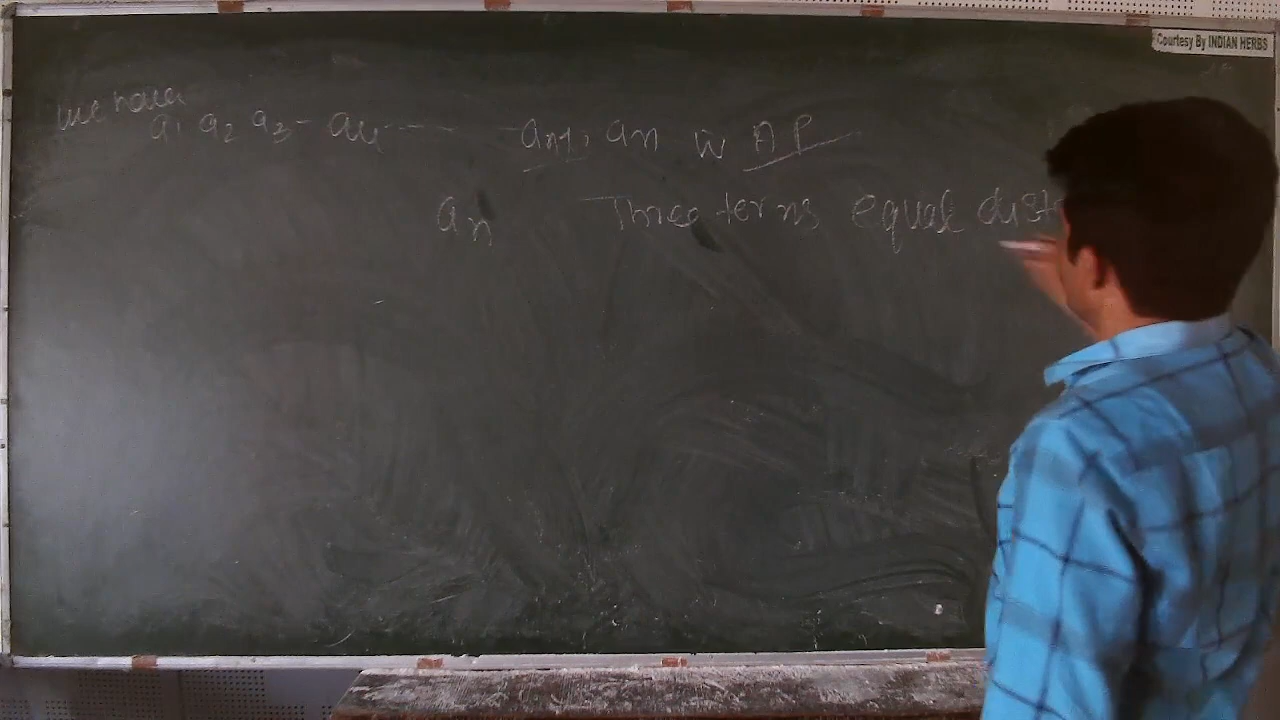 Courtesy By INDIAN HERBS
we have
a1 a2 a3 - a4 --- an-1, an in AP
an Three terms equal dist